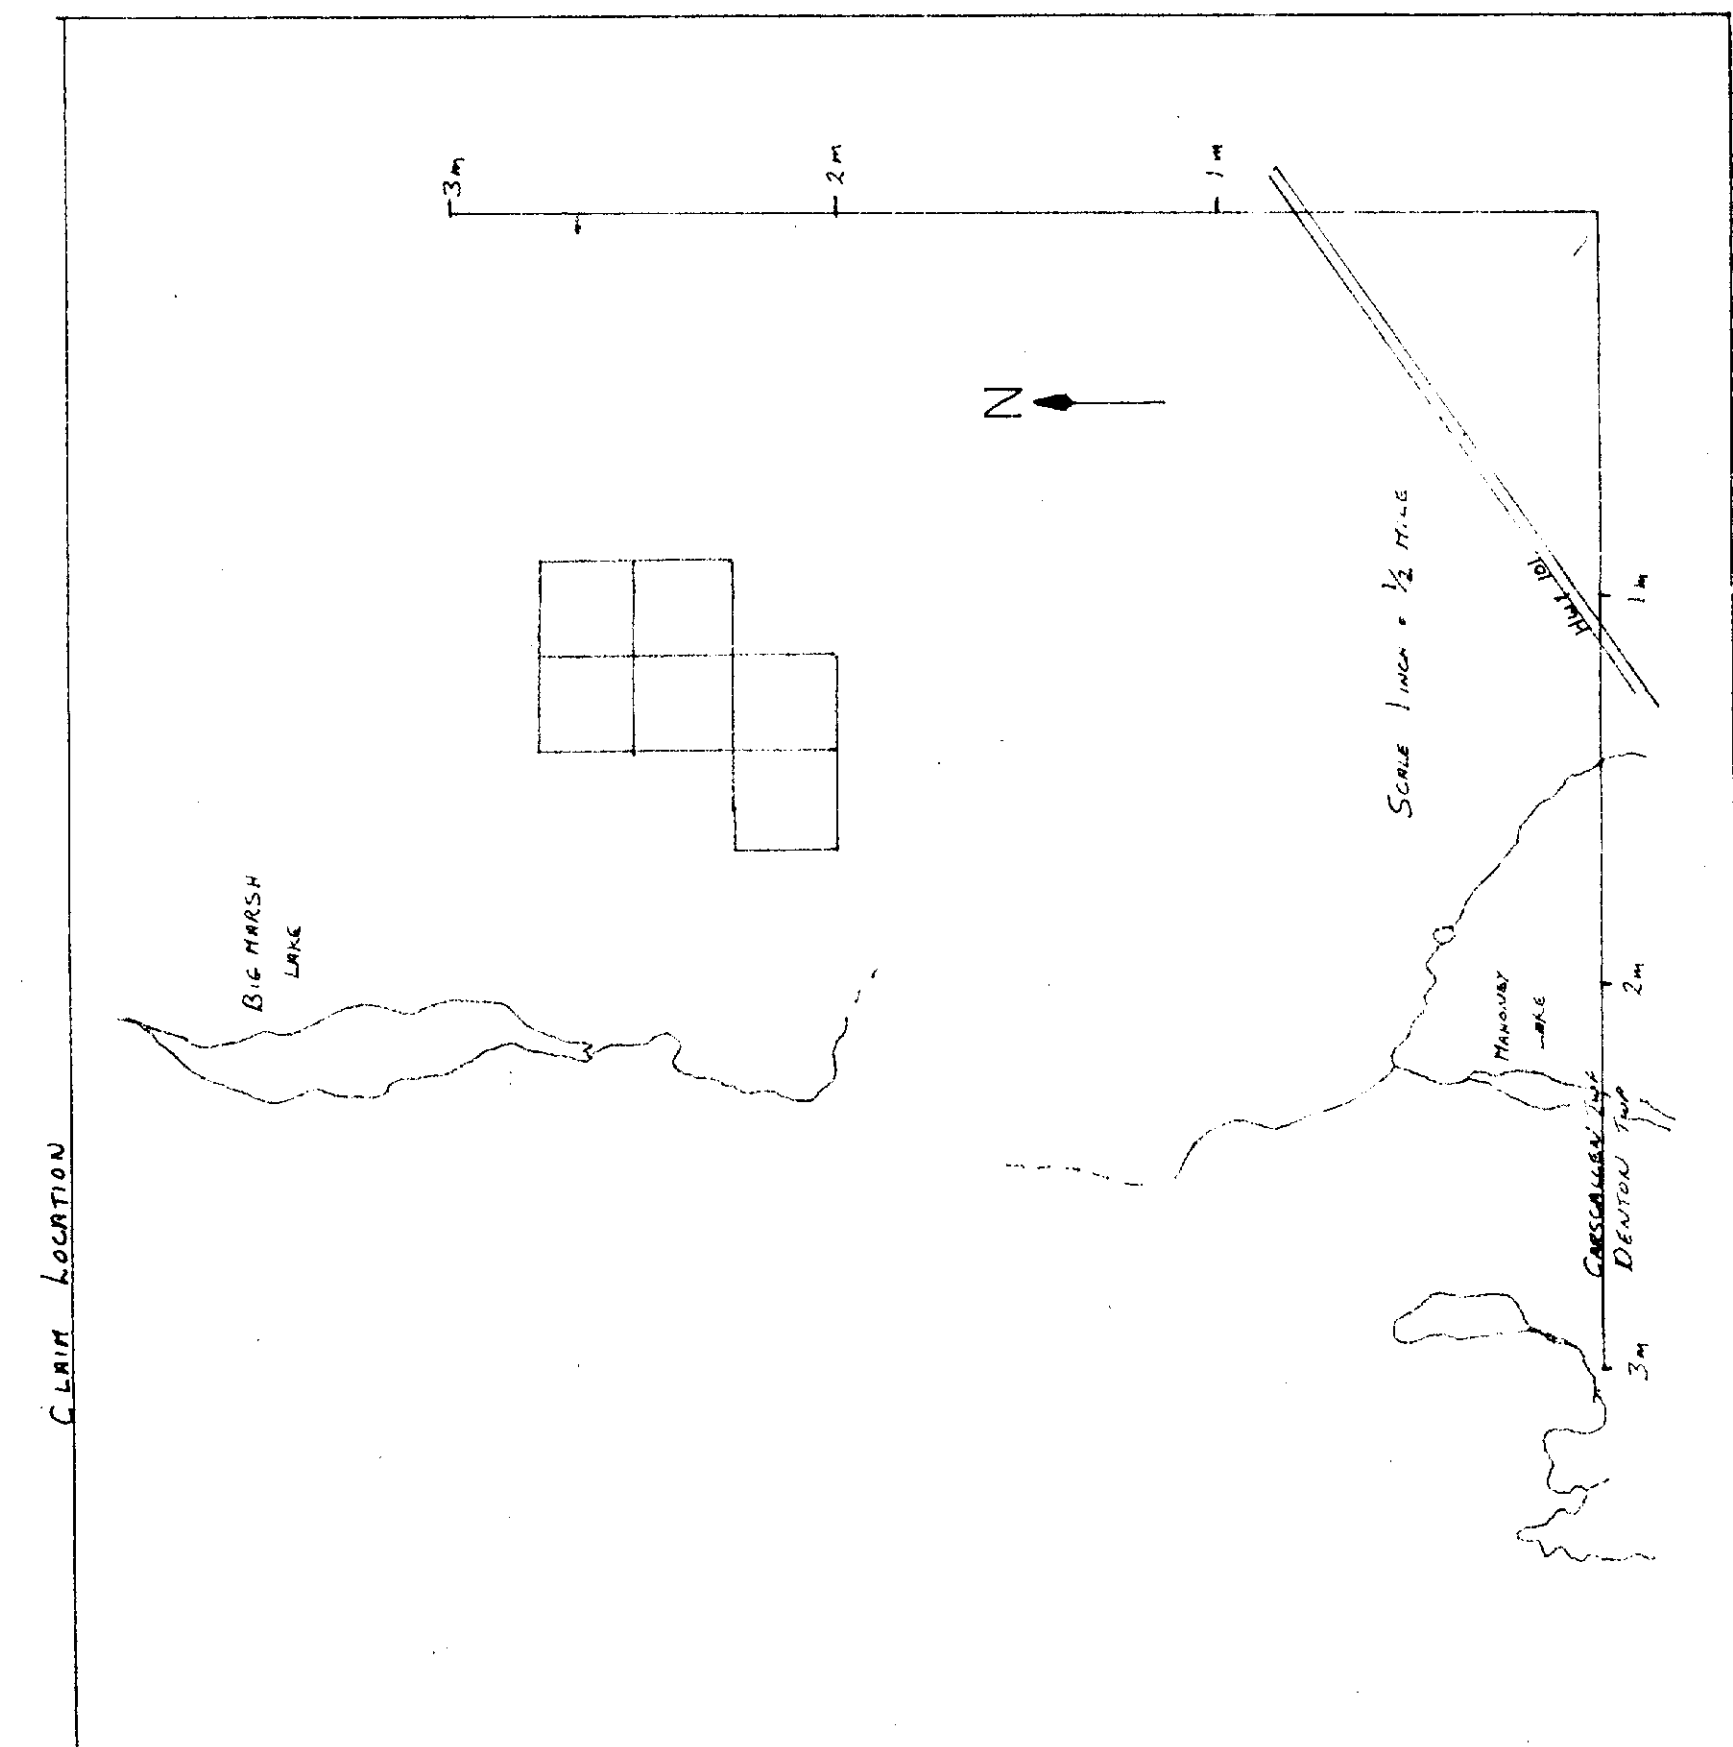 CLAIM LOCATION
BIG MARSH
LAKE
3m
2m
1m
N
SCALE 1 INCH = 1/2 MILE
HWY 101
1m
2m
3m
MAHONEY
LAKE
CARSCALLEN TWP
DENTON TWP